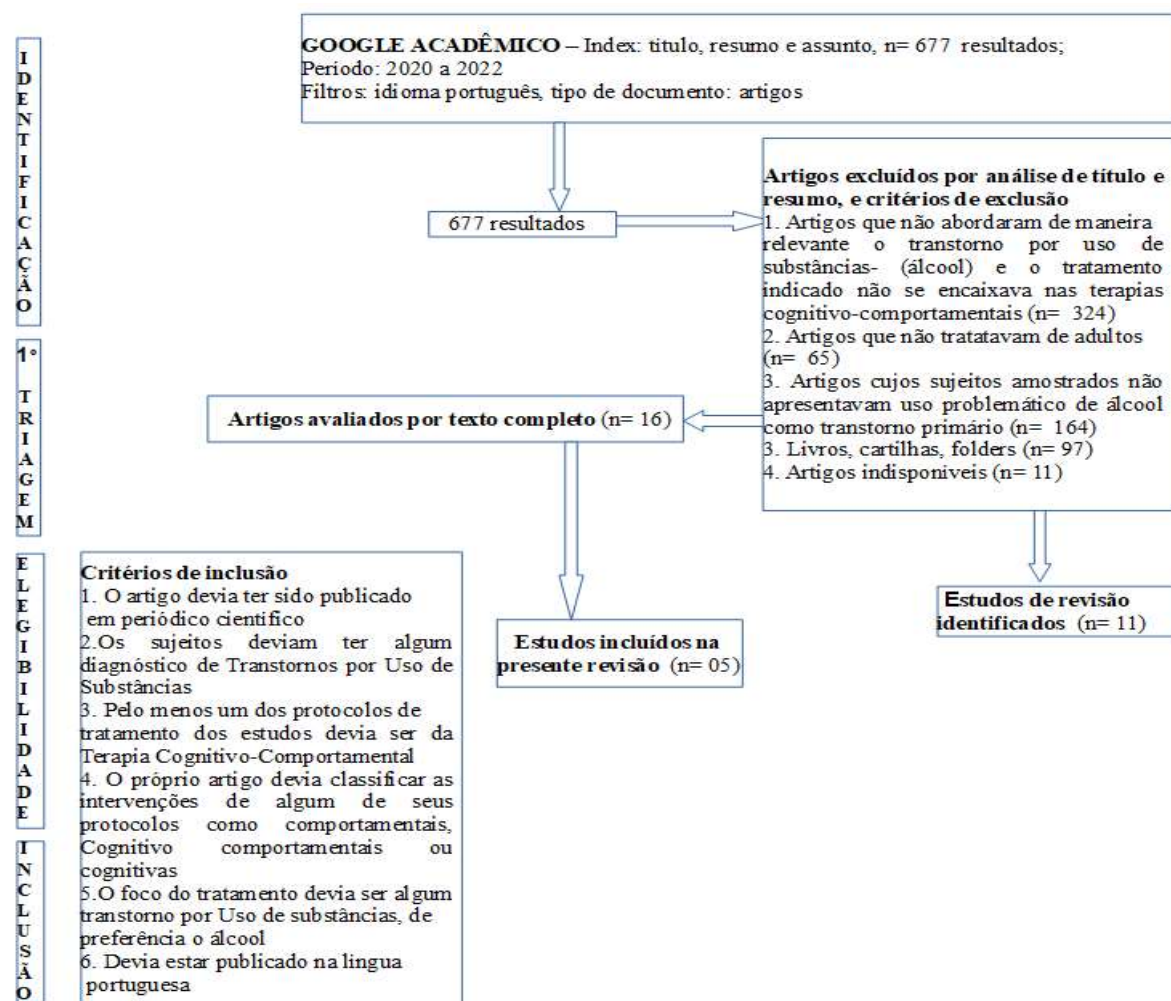 I
D
E
N
T
I
F
I
C
A
Ç
Ã
O
GOOGLE ACADÊMICO – Index: titulo, resumo e assunto, n= 677 resultados;
Periodo: 2020 a 2022
Filtros: idioma português, tipo de documento: artigos
677 resultados
Artigos excluídos por análise de título e
resumo, e critérios de exclusão
1. Artigos que não abordaram de maneira
relevante o transtorno por uso de
substâncias- (álcool) e o tratamento
indicado não se encaixava nas terapias
cognitivo-comportamentais (n= 324)
2. Artigos que não tratatavam de adultos
(n= 65)
3. Artigos cujos sujeitos amostrados não
apresentavam uso problemático de álcool
como transtorno primário (n= 164)
3. Livros, cartilhas, folders (n= 97)
4. Artigos indisponíveis (n= 11)
1º
T
R
I
A
G
E
M
Artigos avaliados por texto completo (n= 16)
E
L
E
G
I
B
I
L
I
D
A
D
E
Critérios de inclusão
1. O artigo devia ter sido publicado
em periódico científico
2.Os sujeitos deviam ter algum
diagnóstico de Transtornos por Uso de
Substâncias
3. Pelo menos um dos protocolos de
tratamento dos estudos devia ser da
Terapia Cognitivo-Comportamental
4. O próprio artigo devia classificar as
intervenções de algum de seus
protocolos como comportamentais,
Cognitivo comportamentais ou
cognitivas
5.O foco do tratamento devia ser algum
transtorno por Uso de substâncias, de
preferência o álcool
6. Devia estar publicado na lingua
portuguesa
Estudos incluídos na
presente revisão (n= 05)
Estudos de revisão
identificados (n= 11)
I
N
C
L
U
S
Ã
O